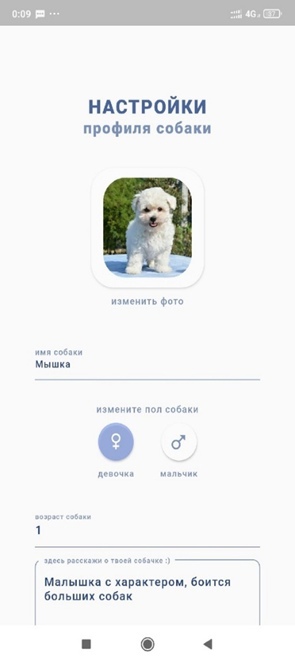 0:09
4G
97
НАСТРОЙКИ
профиля собаки
изменить фото
имя собаки
Мышка
измените пол собаки
девочка мальчик
возраст собаки
1
здесь расскажи о твоей собачке :)
Малышка с характером, боится
больших собак